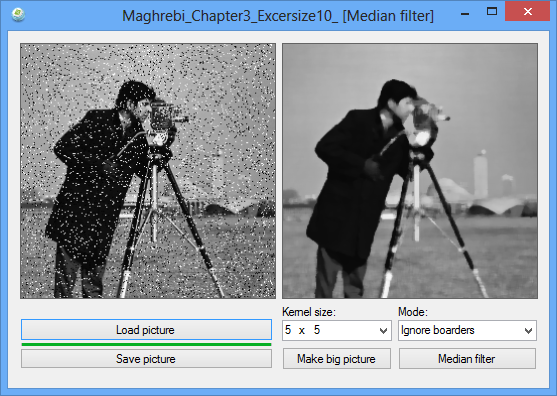 Maghrebi_Chapter3_Excersize10_ [Median filter]
Kernel size: Mode:
Load picture 5 x 5 Ignore boarders
Save picture Make big picture Median filter